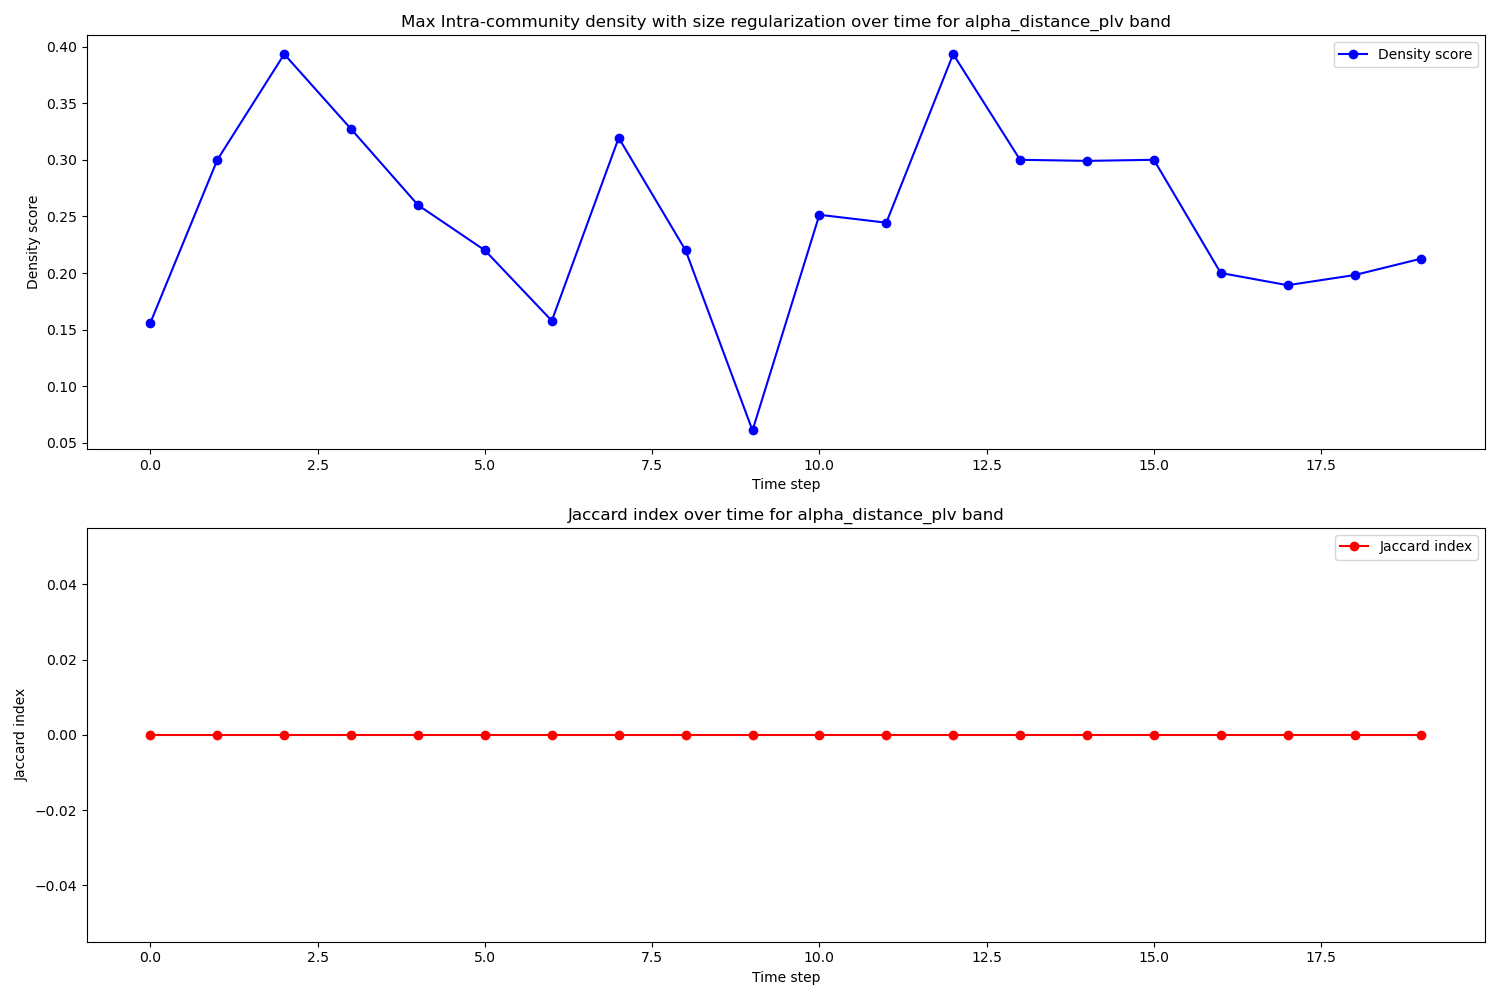 Max Intra-community density with size regularization over time for alpha_distance_plv band
Density score
0.40
0.35
0.30
0.25
0.20
0.15
0.10
0.05
Density score
0.0 2.5 5.0 7.5 10.0 12.5 15.0 17.5
Time step
Jaccard index over time for alpha_distance_plv band
Jaccard index
0.04
0.02
0.00
−0.02
−0.04
Jaccard index
0.0 2.5 5.0 7.5 10.0 12.5 15.0 17.5
Time step